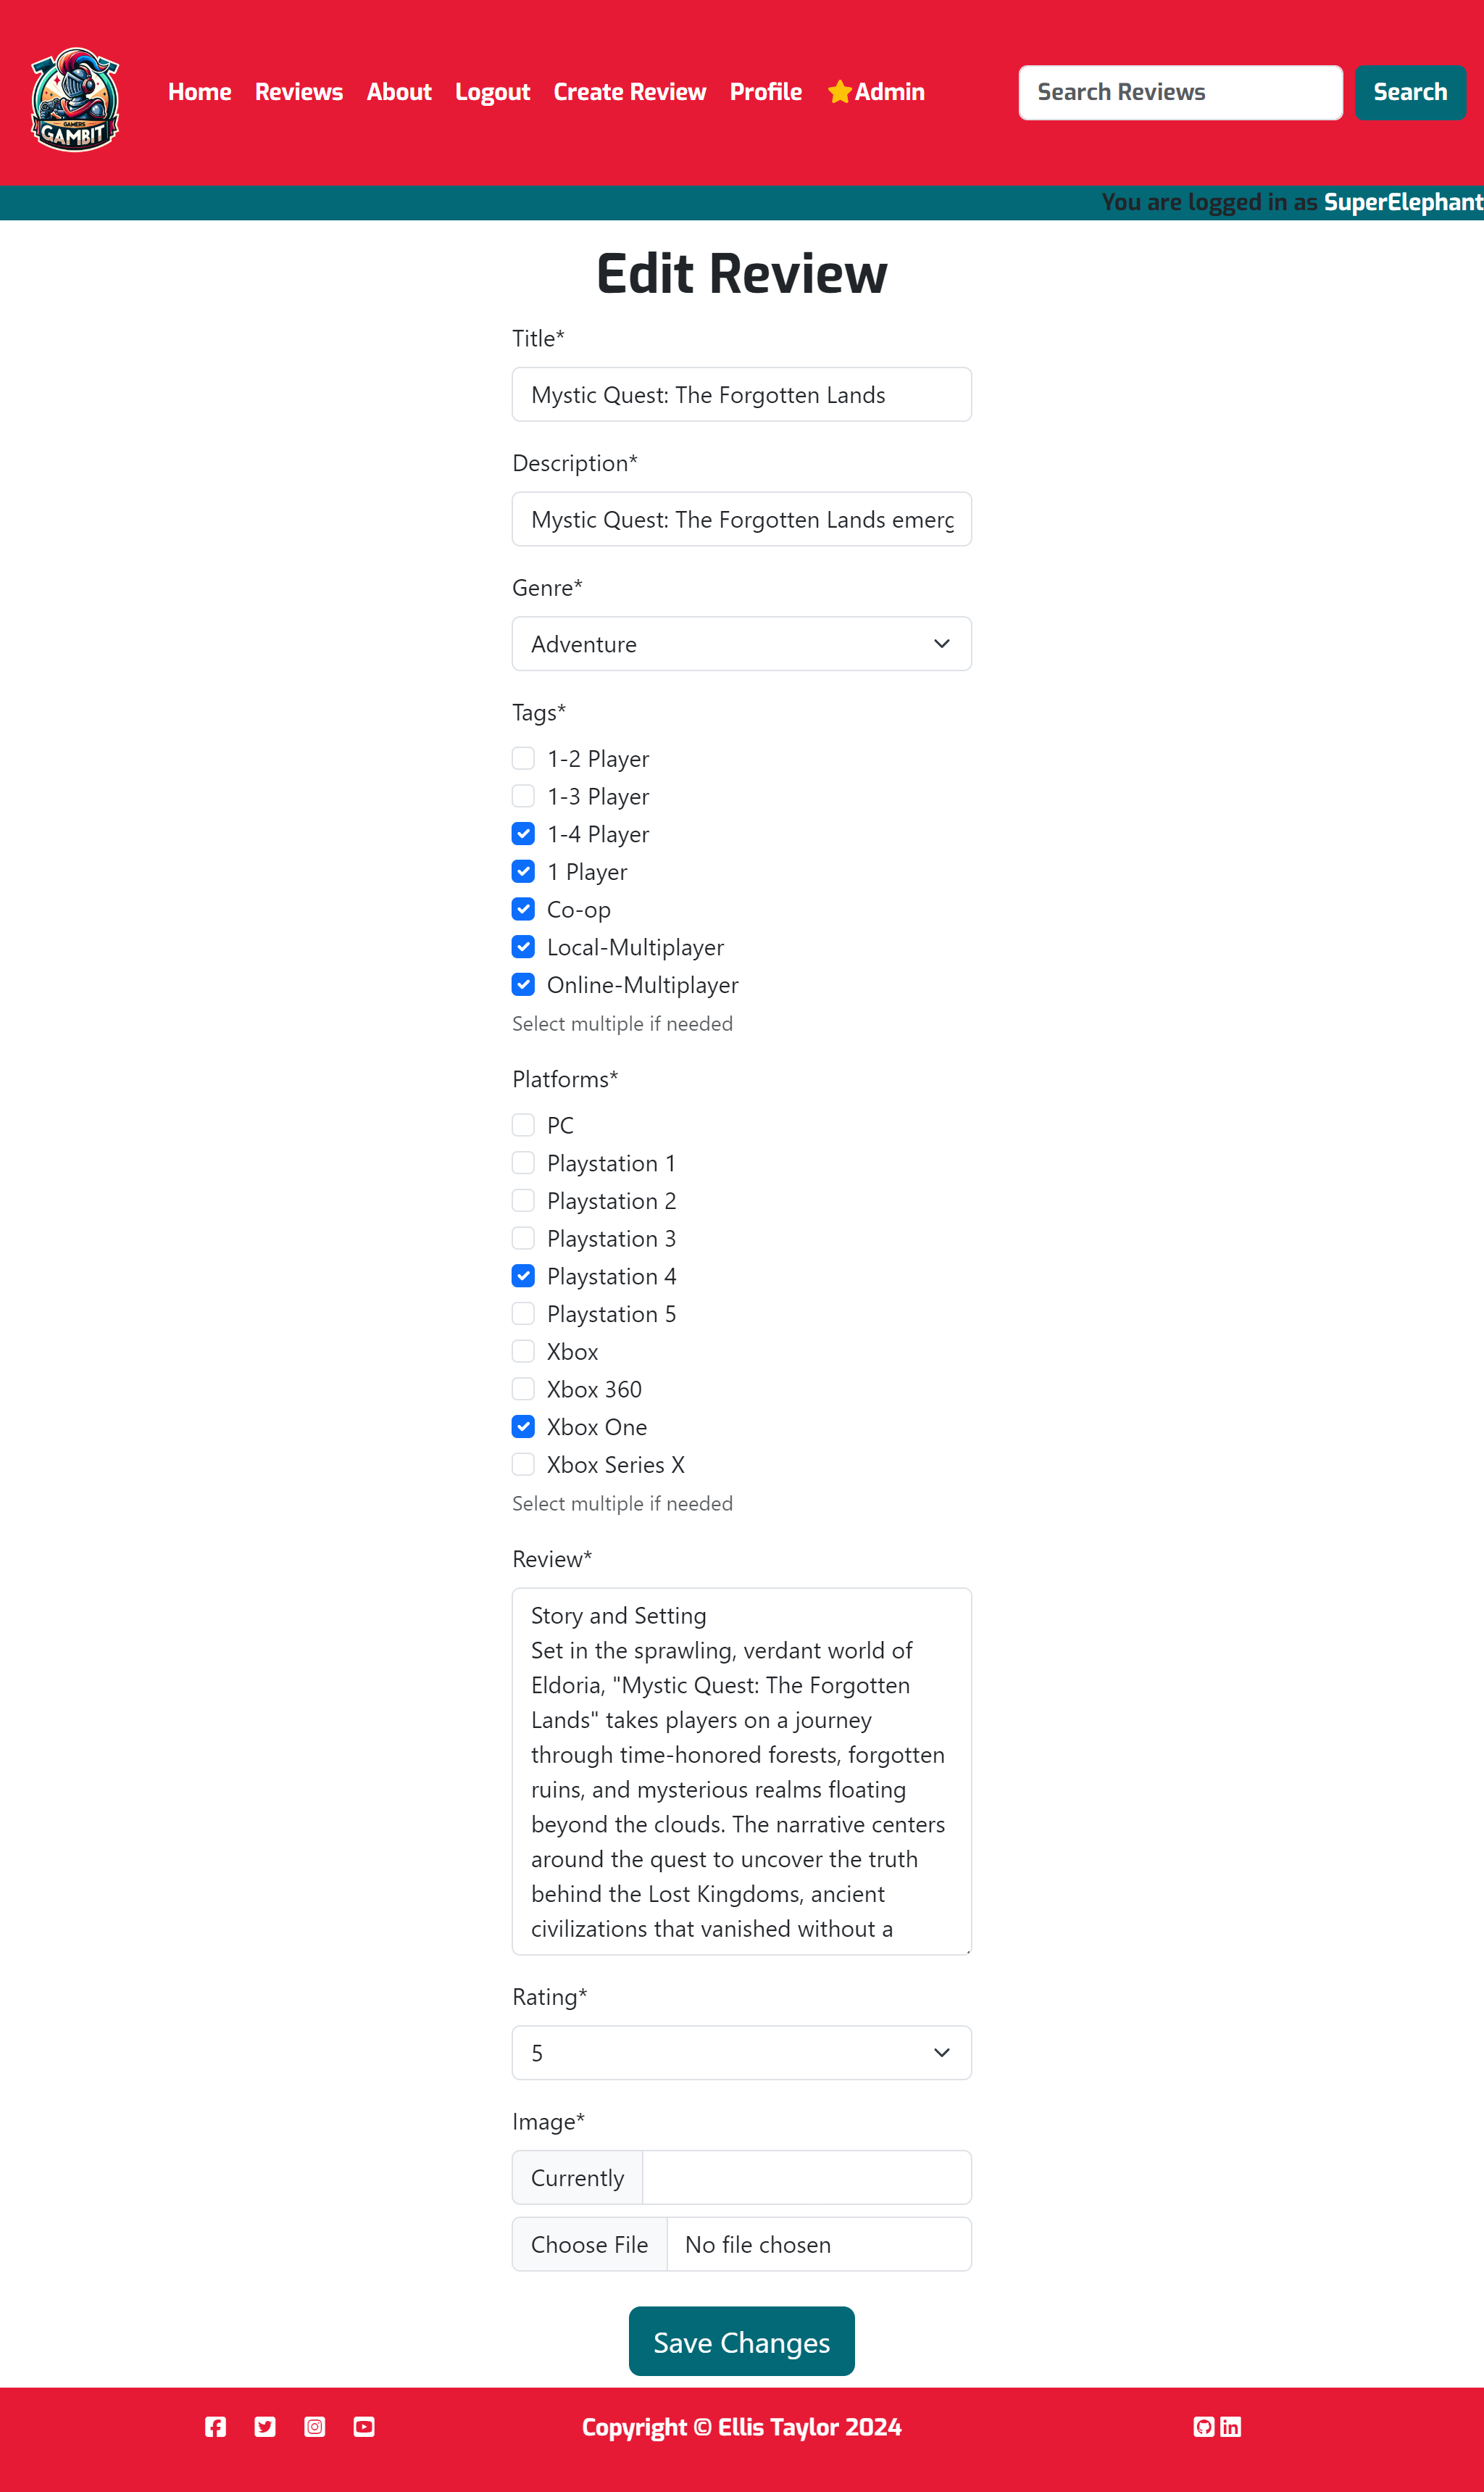 GAMERS
GAMBIT
Home Reviews About Logout Create Review Profile Admin
Search Reviews
Search
You are logged in as SuperElephant
Edit Review
Title*
Mystic Quest: The Forgotten Lands
Description*
Mystic Quest: The Forgotten Lands emerg
Genre*
Adventure
Tags*
1-2 Player
1-3 Player
1-4 Player
1 Player
Co-op
Local-Multiplayer
Online-Multiplayer
Select multiple if needed
Platforms*
PC
Playstation 1
Playstation 2
Playstation 3
Playstation 4
Playstation 5
Xbox
Xbox 360
Xbox One
Xbox Series X
Select multiple if needed
Review*
Story and Setting
Set in the sprawling, verdant world of
Eldoria, "Mystic Quest: The Forgotten
Lands" takes players on a journey
through time-honored forests, forgotten
ruins, and mysterious realms floating
beyond the clouds. The narrative centers
around the quest to uncover the truth
behind the Lost Kingdoms, ancient
civilizations that vanished without a
Rating*
5
Image*
Currently
Choose File No file chosen
Save Changes
Copyright © Ellis Taylor 2024